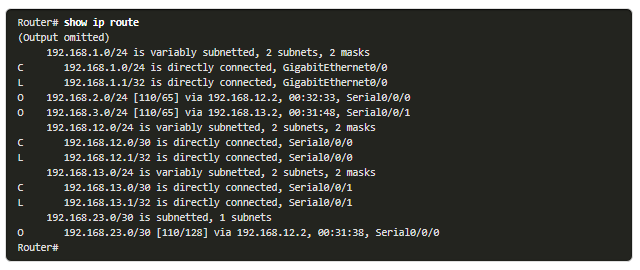 Router# show ip route
(Output omitted)
     192.168.1.0/24 is variably subnetted, 2 subnets, 2 masks
C       192.168.1.0/24 is directly connected, GigabitEthernet0/0
L       192.168.1.1/32 is directly connected, GigabitEthernet0/0
O    192.168.2.0/24 [110/65] via 192.168.12.2, 00:32:33, Serial0/0/0
O    192.168.3.0/24 [110/65] via 192.168.13.2, 00:31:48, Serial0/0/1
     192.168.12.0/24 is variably subnetted, 2 subnets, 2 masks
C       192.168.12.0/30 is directly connected, Serial0/0/0
L       192.168.12.1/32 is directly connected, Serial0/0/0
     192.168.13.0/24 is variably subnetted, 2 subnets, 2 masks
C       192.168.13.0/30 is directly connected, Serial0/0/1
L       192.168.13.1/32 is directly connected, Serial0/0/1
     192.168.23.0/30 is subnetted, 1 subnets
O       192.168.23.0/30 [110/128] via 192.168.12.2, 00:31:38, Serial0/0/0
Router#